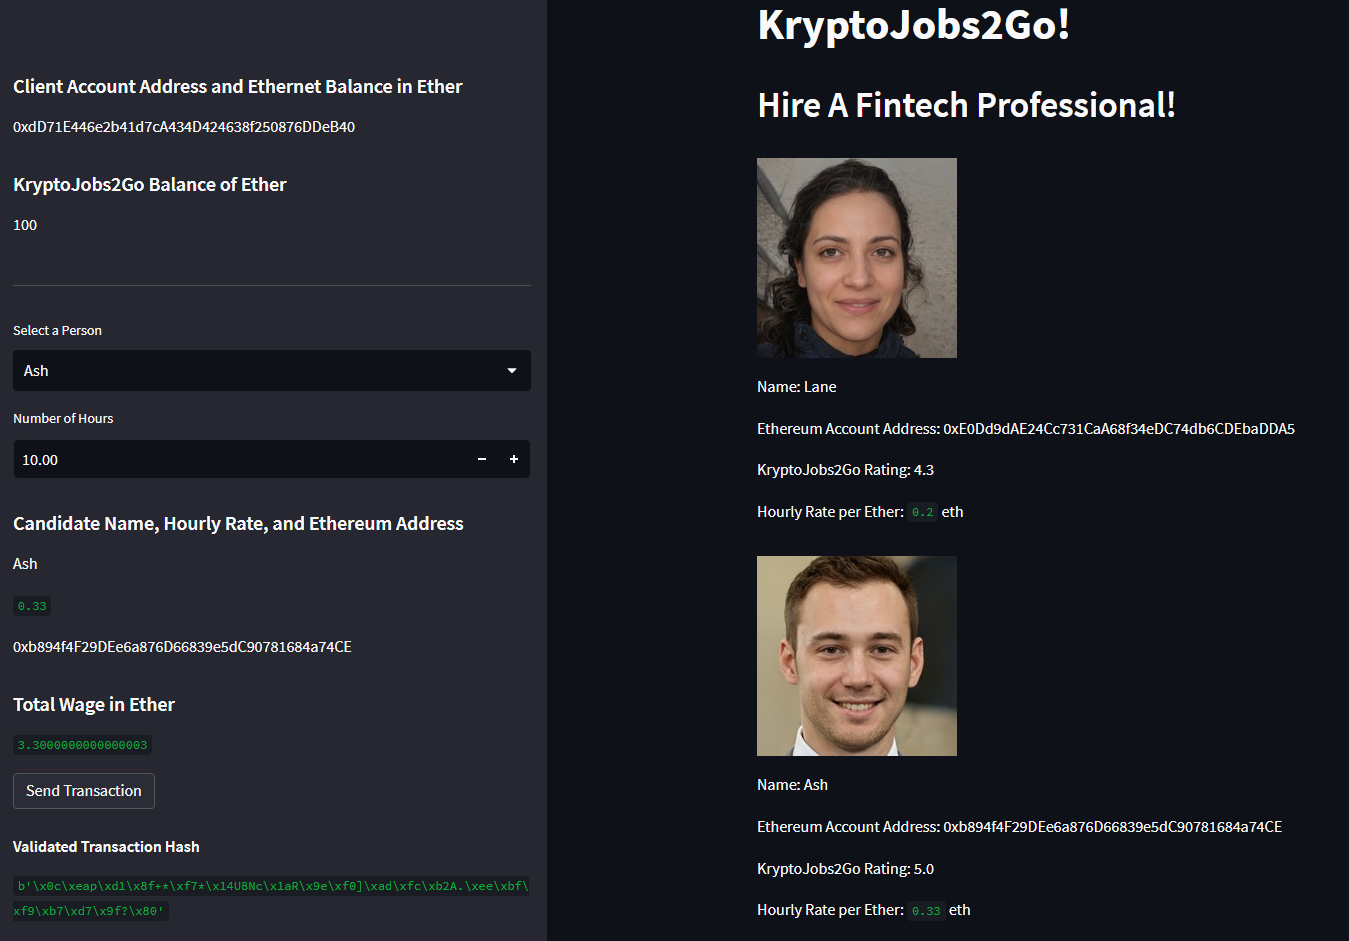 Client Account Address and Ethernet Balance in Ether
0xdD71E446e2b41d7cA434D424638f250876DDeB40
KryptoJobs2Go Balance of Ether
100
Select a Person
Ash
Number of Hours
10.00
Candidate Name, Hourly Rate, and Ethereum Address
Ash
0.33
0xb894f4F29DEe6a876D66839e5dC90781684a74CE
Total Wage in Ether
3.3000000000000003
Send Transaction
Validated Transaction Hash
b'\x0c\xeap\xd1\x8f+*\xf7*\x14U8Nc\x1aR\x9e\xf0]\xad\xfc\xb2A.\xee\xbf\
xf9\xb7\xd7\x9f?\x80'
KryptoJobs2Go!
Hire A Fintech Professional!
Name: Lane
Ethereum Account Address: 0xE0Dd9dAE24Cc731CaA68f34eDC74db6CDEbaDDA5
KryptoJobs2Go Rating: 4.3
Hourly Rate per Ether: 0.2 eth
Name: Ash
Ethereum Account Address: 0xb894f4F29DEe6a876D66839e5dC90781684a74CE
KryptoJobs2Go Rating: 5.0
Hourly Rate per Ether: 0.33 eth